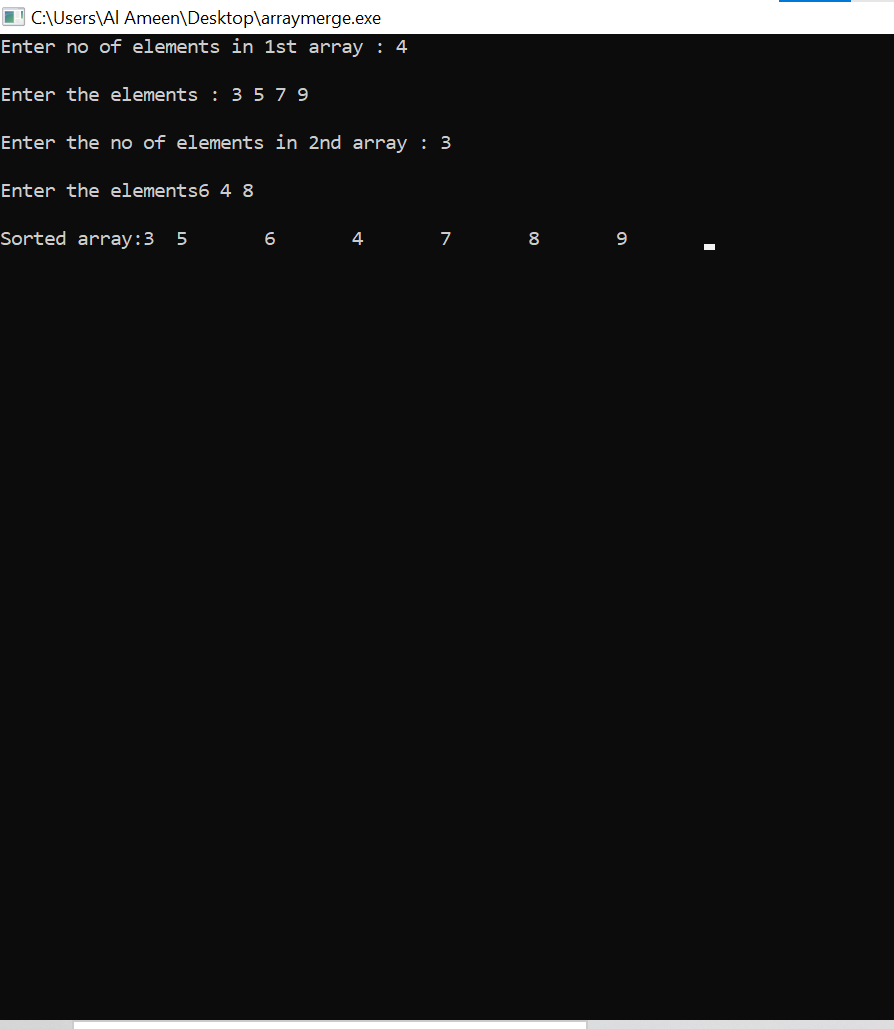 C:\Users\Al Ameen\Desktop\arraymerge.exe
Enter no of elements in 1st array : 4
Enter the elements : 3 5 7 9
Enter the no of elements in 2nd array : 3
Enter the elements6 4 8
Sorted array:3  5       6       4       7       8       9